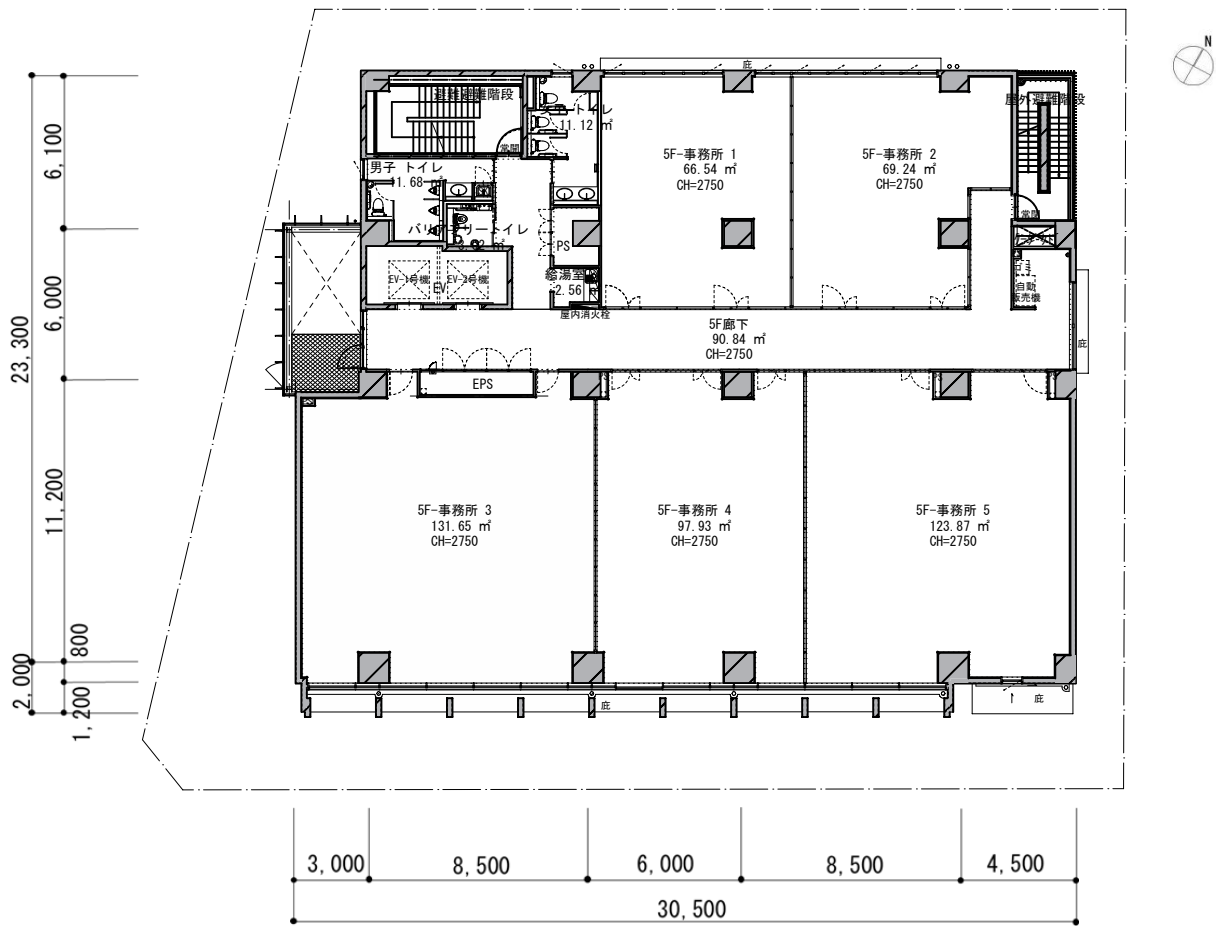 N
庇
避難避難階段
トイレ
11.12 ㎡
屋外避難階段
常開
5F-事務所 1
66.54 ㎡
CH=2750
5F-事務所 2
69.24 ㎡
CH=2750
男子 トイレ
11.68 ㎡
常開
バリアフリートイレ
PS
EV-1号機
EV-2号機
EV
給湯室
2.56
屋内消火栓
ゴミ
自動
販売機
5F廊下
90.84 ㎡
CH=2750
庇
EPS
5F-事務所 3
131.65 ㎡
CH=2750
5F-事務所 4
97.93 ㎡
CH=2750
5F-事務所 5
123.87 ㎡
CH=2750
庇
↑ 庇
6,100
6,000
23,300
11,200
800
2,000
1,200
3,000
8,500
6,000
8,500
4,500
30,500